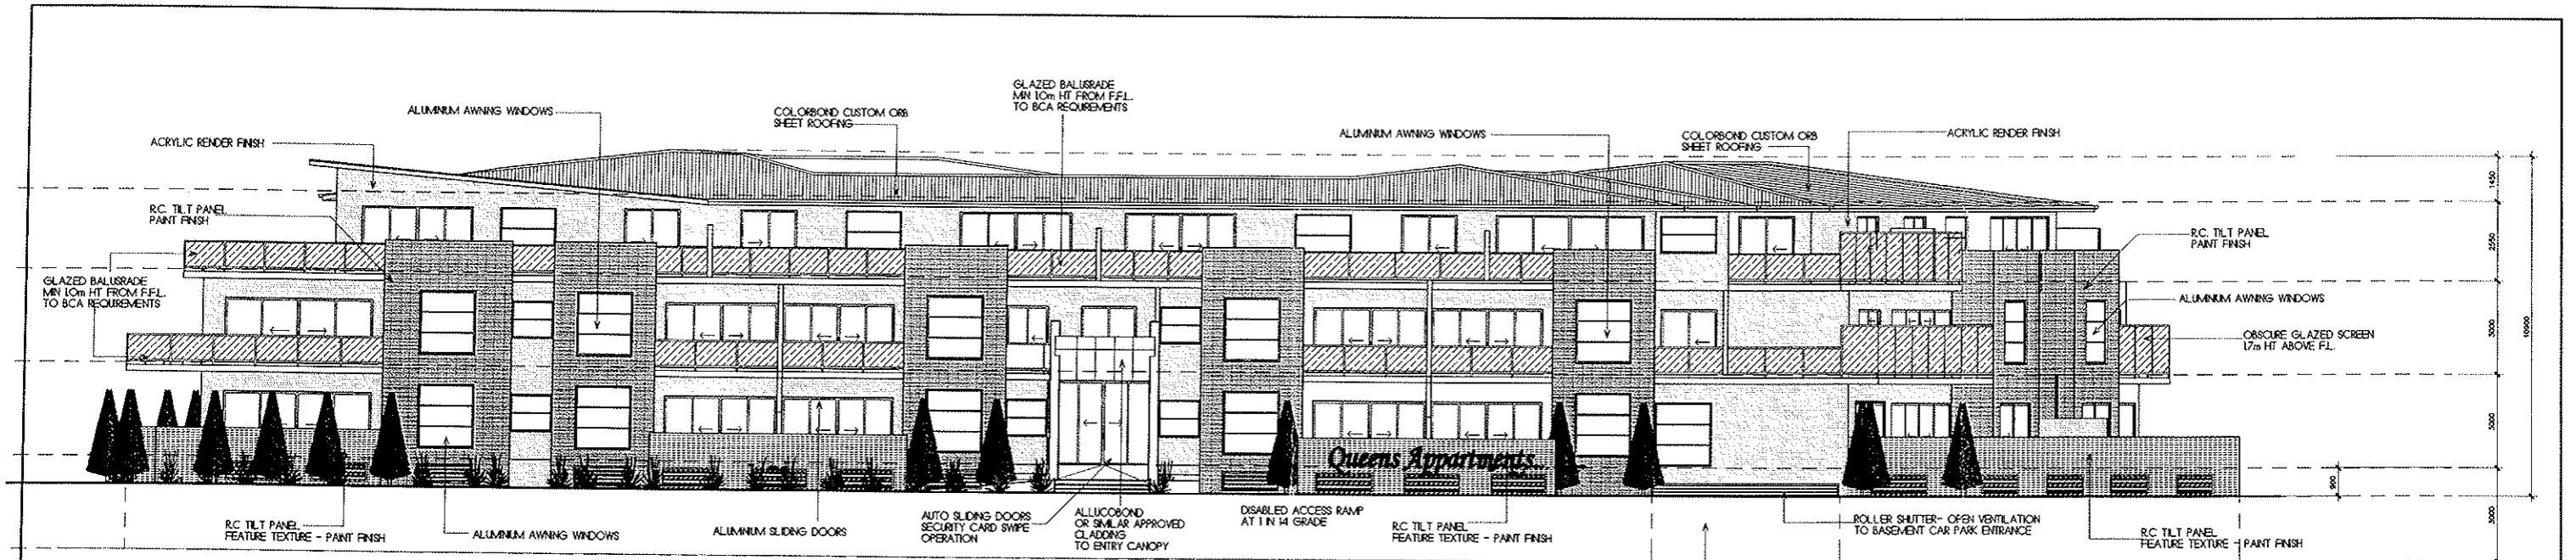 GLAZED BALUSRADE
MIN 1.0m HT FROM F.F.L.
TO BCA REQUIREMENTS
ALUMINIUM AWNING WINDOWS
COLORBOND CUSTOM ORB
SHEET ROOFING
ACRYLIC RENDER FINISH
ALUMINIUM AWNING WINDOWS
COLORBOND CUSTOM ORB
SHEET ROOFING
ACRYLIC RENDER FINISH
R.C. TILT PANEL
PAINT FINISH
R.C. TILT PANEL
PAINT FINISH
GLAZED BALUSRADE
MIN 1.0m HT FROM F.F.L.
TO BCA REQUIREMENTS
ALUMINIUM AWNING WINDOWS
OBSCURE GLAZED SCREEN
1.7m HT ABOVE F.L.
1450
2550
3000
10000
3000
900
3000
Queens Appartments
R.C TILT PANEL
FEATURE TEXTURE - PAINT FINISH
ALUMINIUM AWNING WINDOWS
ALUMINIUM SLIDING DOORS
AUTO SLIDING DOORS
SECURITY CARD SWIPE
OPERATION
ALLUCOBOND
OR SIMILAR APPROVED
CLADDING
TO ENTRY CANOPY
DISABLED ACCESS RAMP
AT 1 IN 14 GRADE
R.C TILT PANEL
FEATURE TEXTURE - PAINT FINISH
ROLLER SHUTTER- OPEN VENTILATION
TO BASEMENT CAR PARK ENTRANCE
R.C TILT PANEL
FEATURE TEXTURE - PAINT FINISH